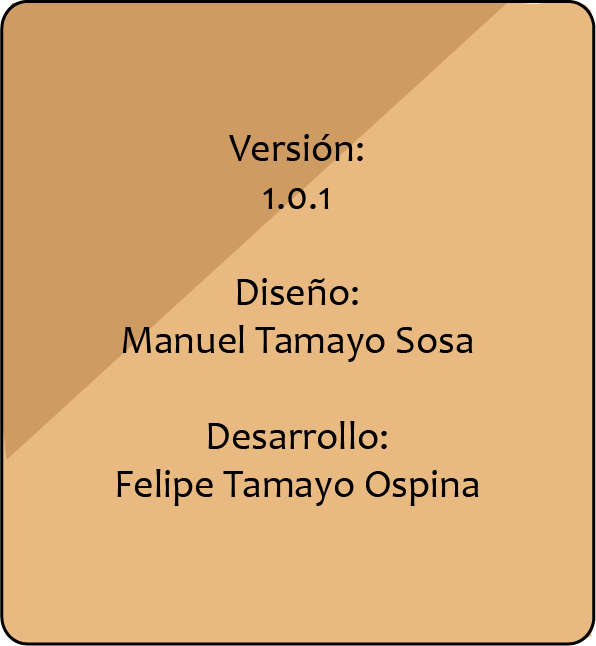 Versión:
1.0.1
Diseño:
Manuel Tamayo Sosa
Desarrollo:
Felipe Tamayo Ospina